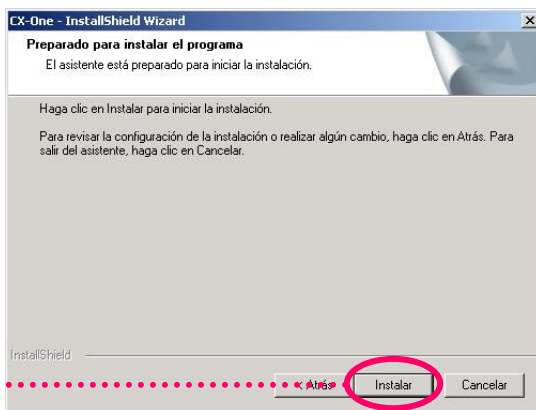 CX-One - InstallShield Wizard
Preparado para instalar el programa
El asistente está preparado para iniciar la instalación.
Haga clic en Instalar para iniciar la instalación.
Para revisar la configuración de la instalación o realizar algún cambio, haga clic en Atrás. Para
salir del asistente, haga clic en Cancelar.
InstallShield
< Atrás Instalar Cancelar